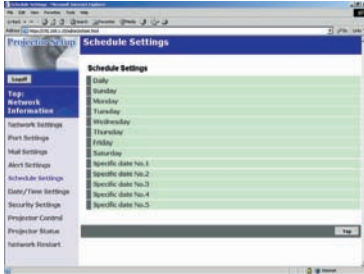 Projector Setup
Schedule Settings
Logoff
Top:
Network
Information
Network Settings
Port Settings
Mail Settings
Alert Settings
Schedule Settings
Date/Time Settings
Security Settings
Projector Control
Projector Status
Network Restart
Schedule Settings
Daily
Sunday
Monday
Tuesday
Wednesday
Thursday
Friday
Saturday
Specific date No.1
Specific date No.2
Specific date No.3
Specific date No.4
Specific date No.5
Top